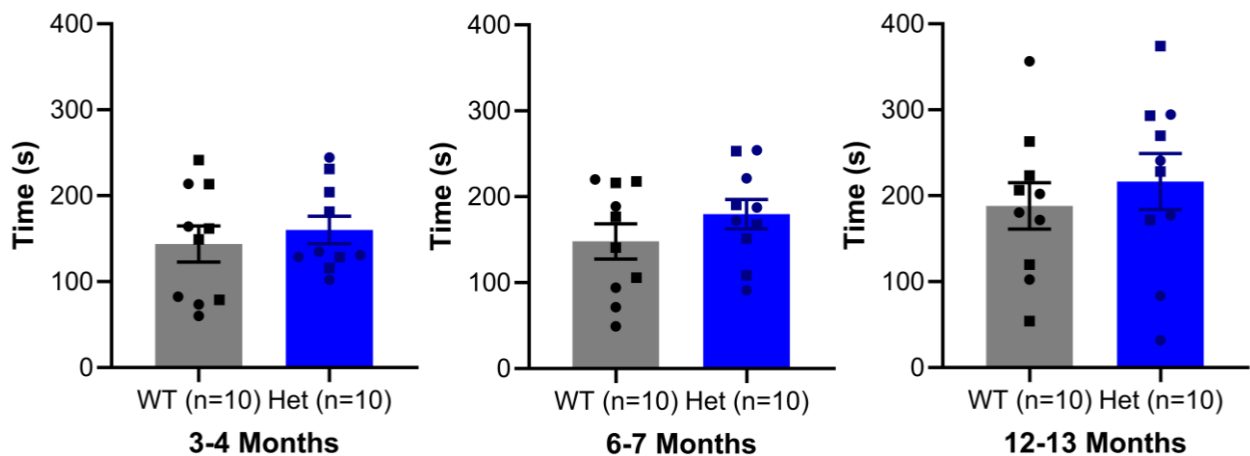 Time (s)
400
300
200
100
0
WT (n=10) Het (n=10)
3-4 Months
Time (s)
400
300
200
100
0
WT (n=10) Het (n=10)
6-7 Months
Time (s)
400
300
200
100
0
WT (n=10) Het (n=10)
12-13 Months